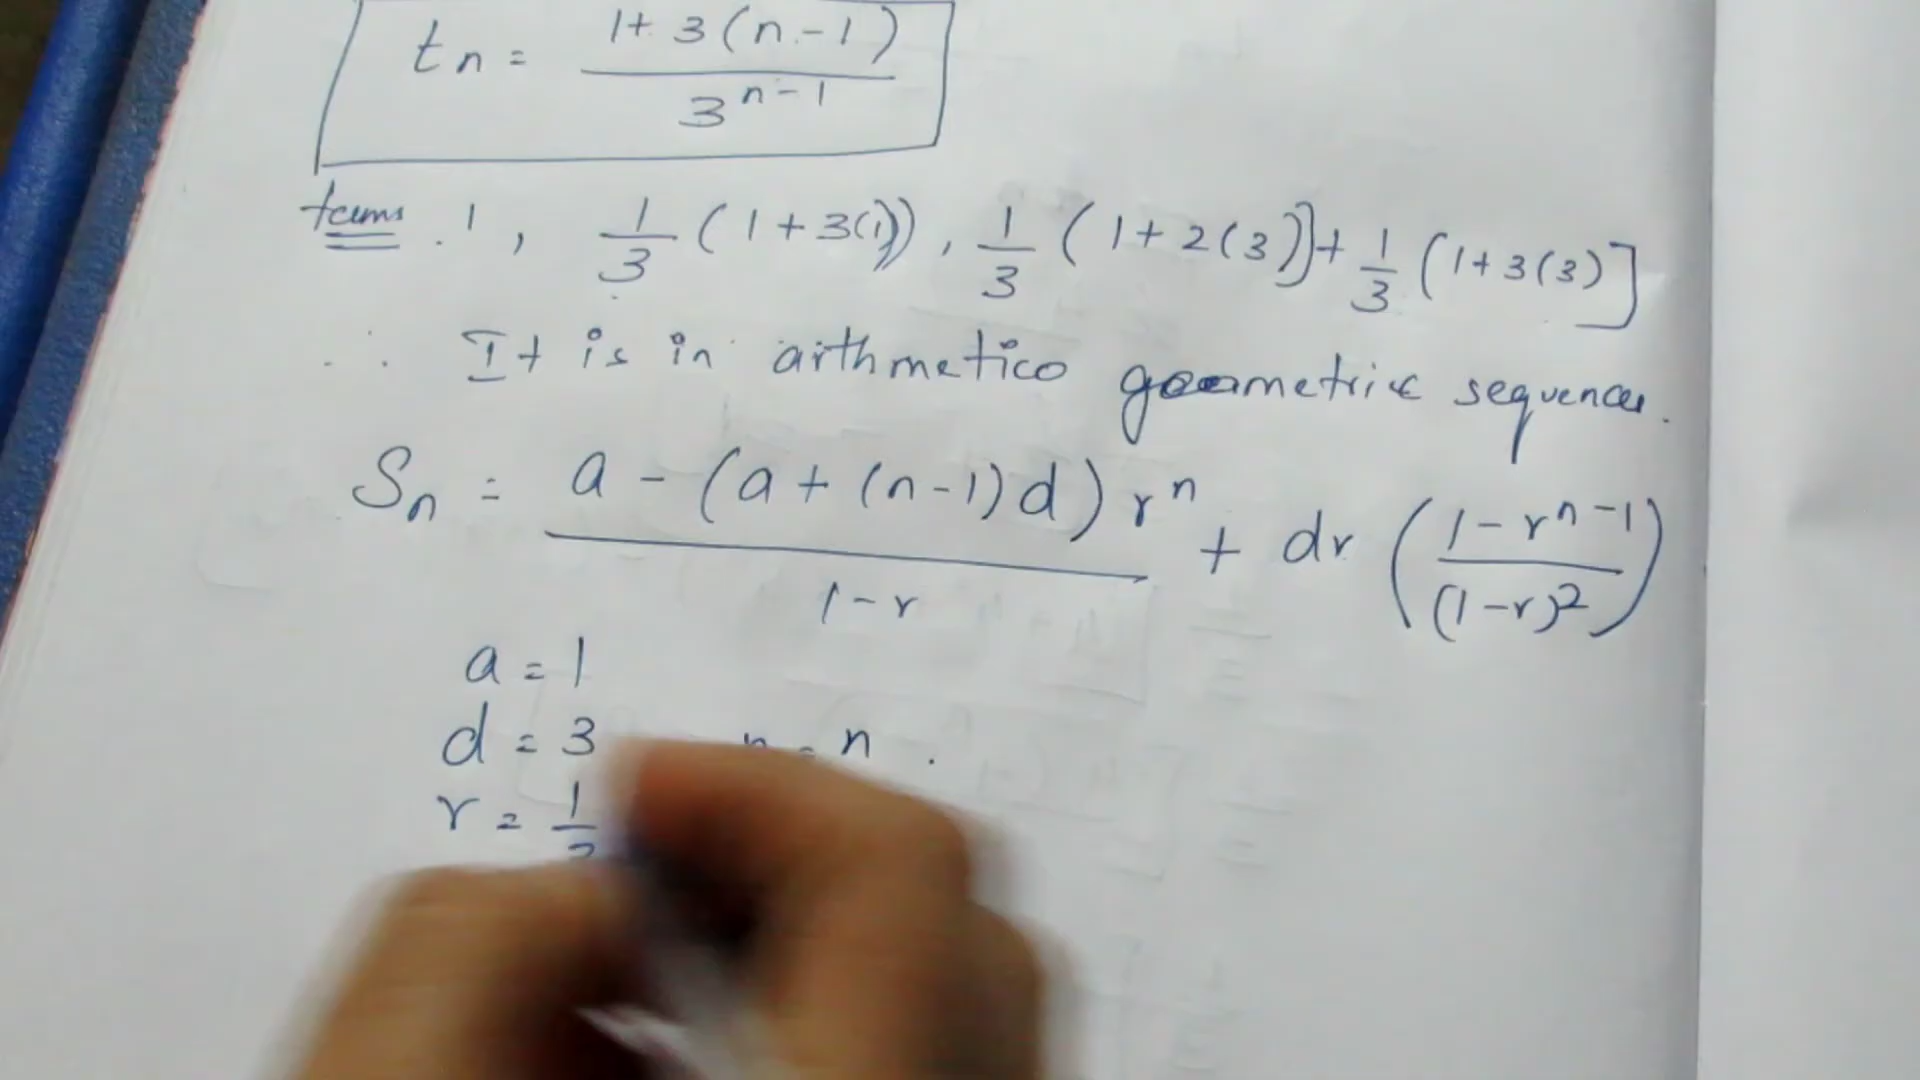 tn = 1+ 3(n-1) / 3^(n-1)
terms . 1 , 1/3 (1+3(1)) , 1/3 (1+2(3)] + 1/3 (1+3(3)]
∴ It is in arithmetico geometric sequences.
Sn = a - (a + (n-1)d) r^n / 1-r + dr (1-r^(n-1) / (1-r)^2)
a = 1
d = 3 n = n .
r = 1/